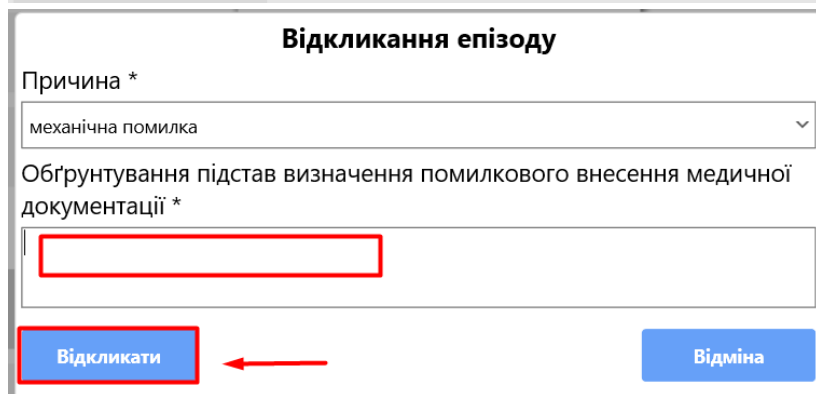 Відкликання епізоду
Причина *
механічна помилка
Обґрунтування підстав визначення помилкового внесення медичної
документації *
Відкликати
Відміна